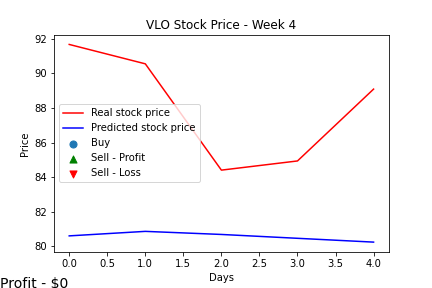 VLO Stock Price - Week 4
92
90
88
86
84
82
80
Price
Real stock price
Predicted stock price
Buy
Sell - Profit
Sell - Loss
0.0 0.5 1.0 1.5 2.0 2.5 3.0 3.5 4.0
Days
Profit - $0